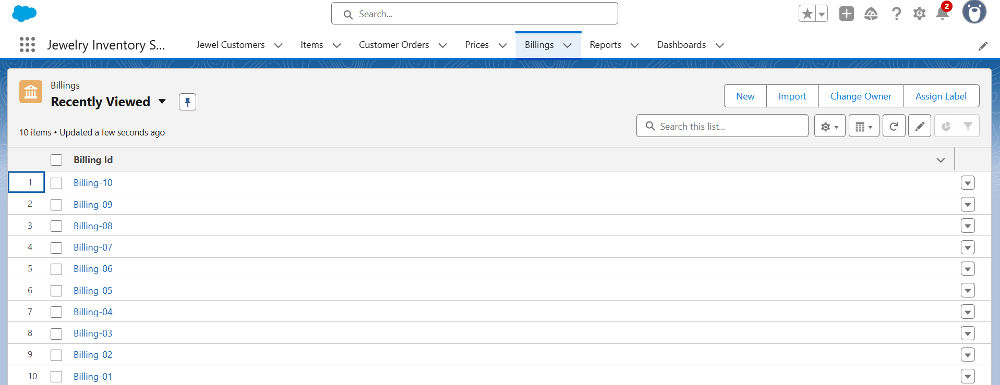 Search...
2
Jewelry Inventory S...
Jewel Customers
Items
Customer Orders
Prices
Billings
Reports
Dashboards
Billings
Recently Viewed
New
Import
Change Owner
Assign Label
10 items • Updated a few seconds ago
Search this list...
Billing Id
1 Billing-10
2 Billing-09
3 Billing-08
4 Billing-07
5 Billing-06
6 Billing-05
7 Billing-04
8 Billing-03
9 Billing-02
10 Billing-01